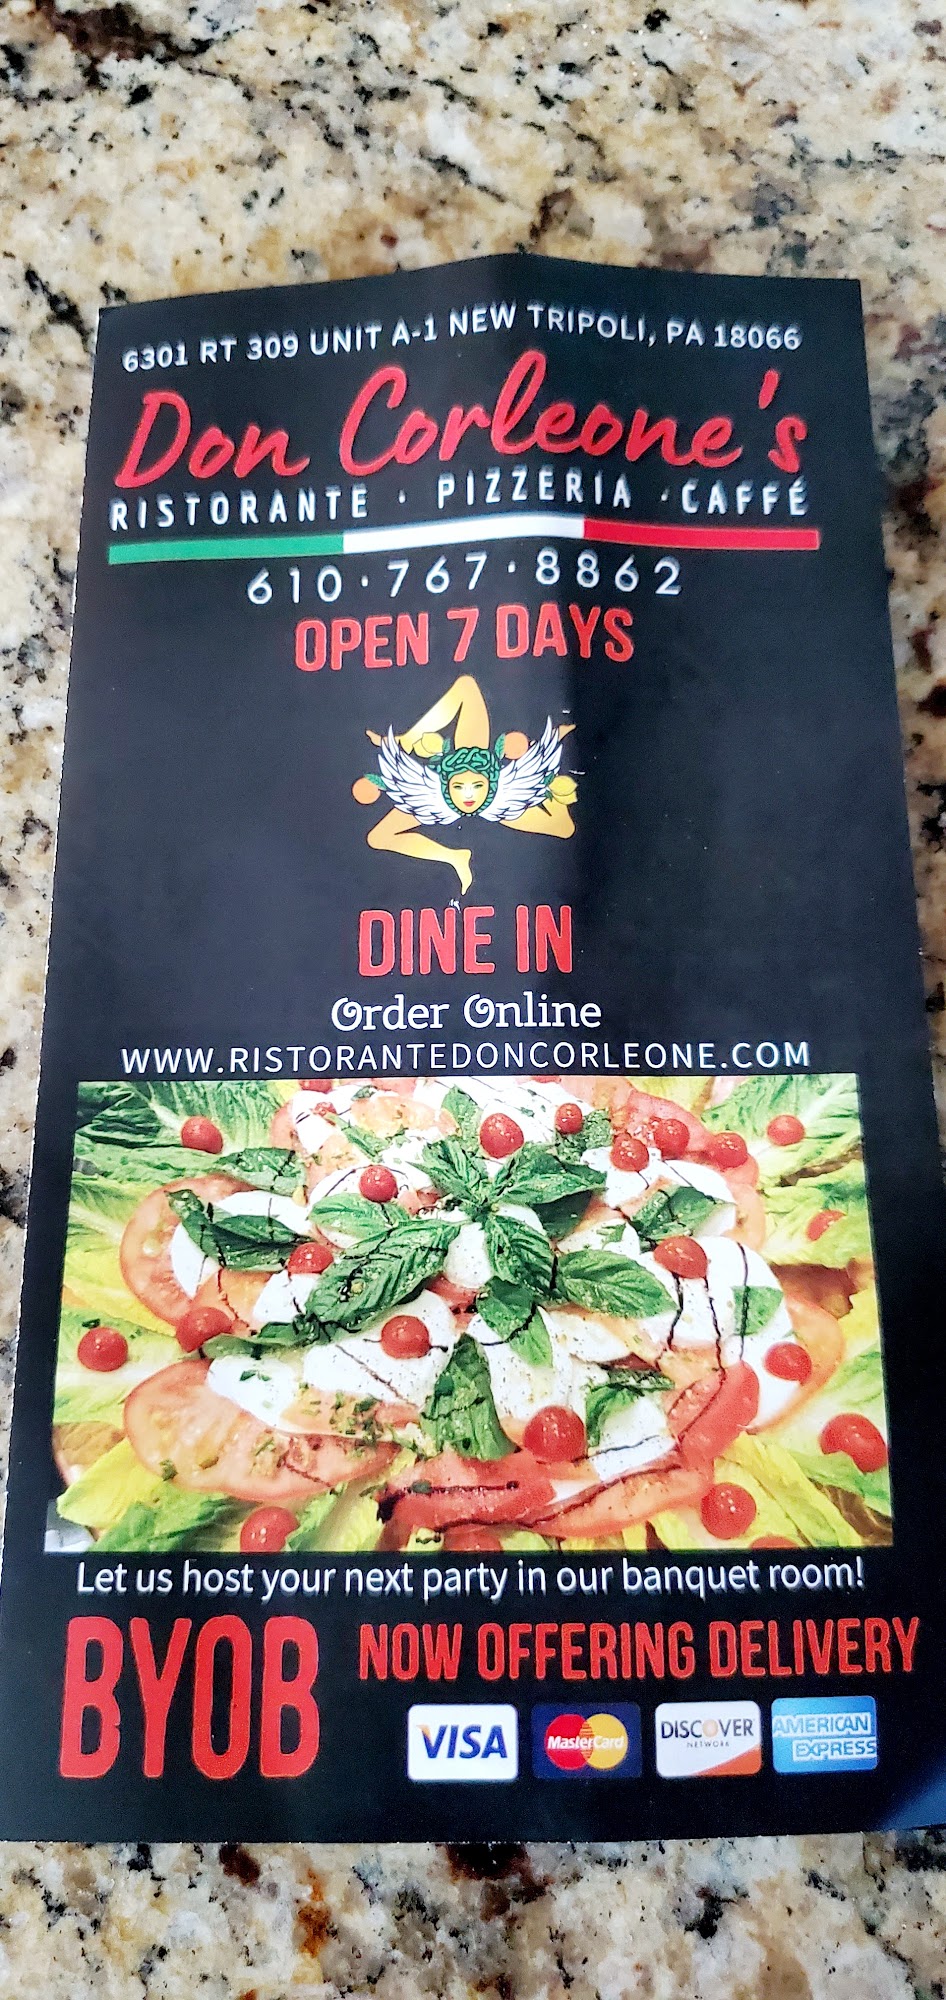 6301 RT 309 UNIT A-1 NEW TRIPOLI, PA 18066
Don Corleone's
RISTORANTE · PIZZERIA · CAFFÉ
610·767·8862
OPEN 7 DAYS
DINE IN
Order Online
WWW.RISTORANTEDONCORLEONE.COM
Let us host your next party in our banquet room!
BYOB
NOW OFFERING DELIVERY
VISA
MasterCard
DISCOVER
NETWORK
AMERICAN
EXPRESS